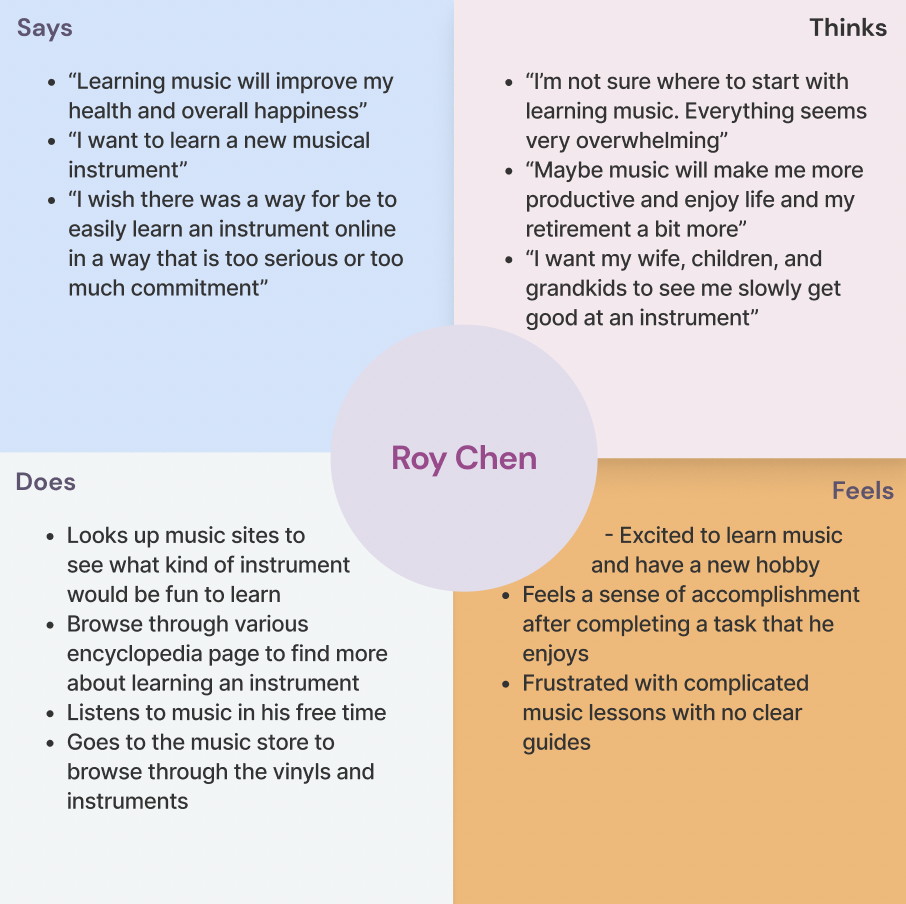 Says
• “Learning music will improve my
health and overall happiness”
• “I want to learn a new musical
instrument”
• “I wish there was a way for be to
easily learn an instrument online
in a way that is too serious or too
much commitment”
Thinks
• “I’m not sure where to start with
learning music. Everything seems
very overwhelming”
• “Maybe music will make me more
productive and enjoy life and my
retirement a bit more”
• “I want my wife, children, and
grandkids to see me slowly get
good at an instrument”
Roy Chen
Does
• Looks up music sites to
see what kind of instrument
would be fun to learn
• Browse through various
encyclopedia page to find more
about learning an instrument
• Listens to music in his free time
• Goes to the music store to
browse through the vinyls and
instruments
Feels
- Excited to learn music
and have a new hobby
• Feels a sense of accomplishment
after completing a task that he
enjoys
• Frustrated with complicated
music lessons with no clear
guides